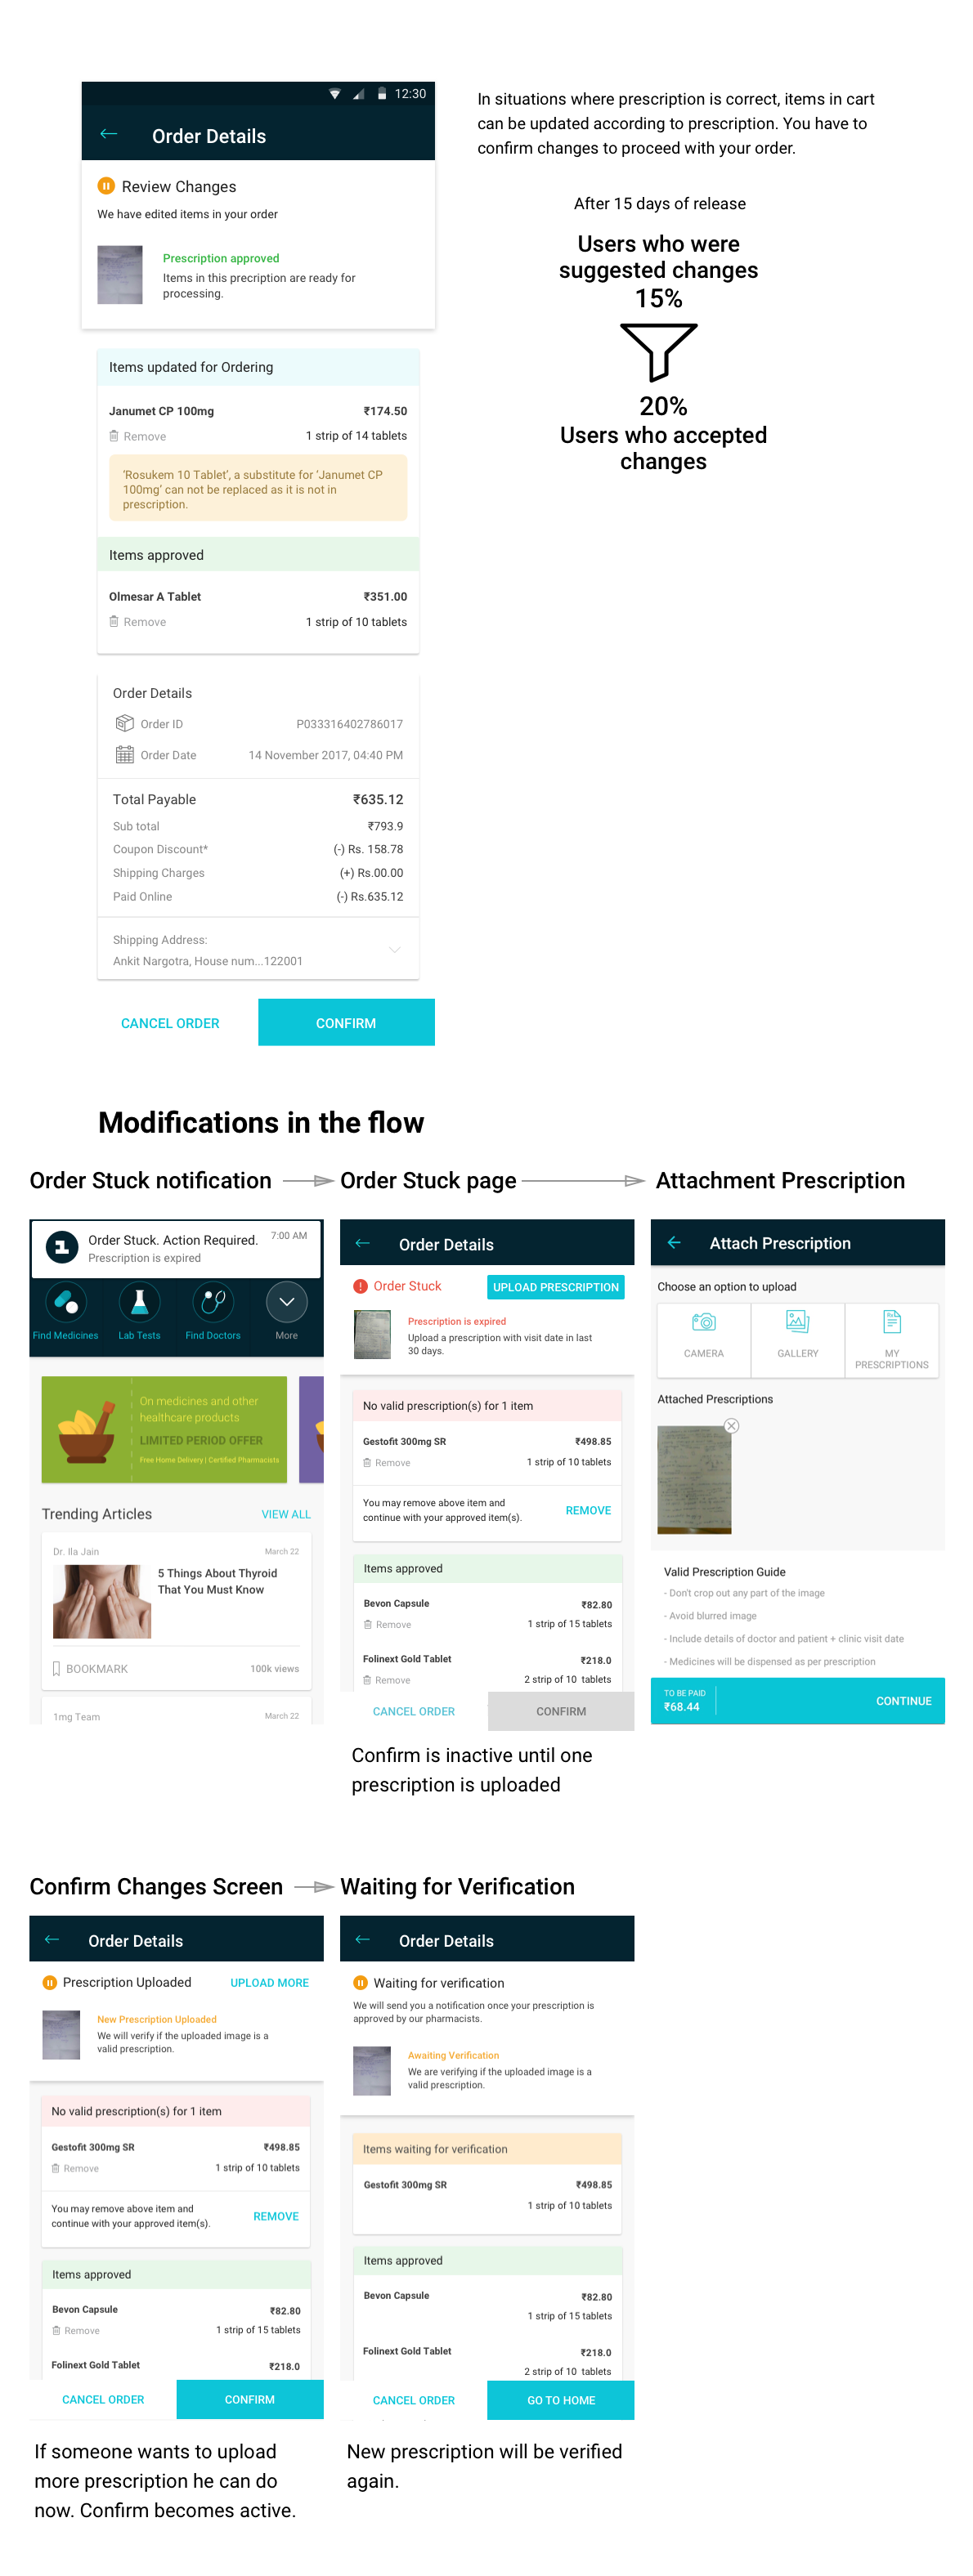 12:30
Order Details
Review Changes
We have edited items in your order
Prescription approved
Items in this precription are ready for
processing.
Items updated for Ordering
Janumet CP 100mg ₹174.50
Remove 1 strip of 14 tablets
'Rosukem 10 Tablet', a substitute for 'Janumet CP
100mg' can not be replaced as it is not in
prescription.
Items approved
Olmesar A Tablet ₹351.00
Remove 1 strip of 10 tablets
Order Details
Order ID P033316402786017
Order Date 14 November 2017, 04:40 PM
Total Payable ₹635.12
Sub total ₹793.9
Coupon Discount* (-) Rs. 158.78
Shipping Charges (+) Rs.00.00
Paid Online (-) Rs.635.12
Shipping Address:
Ankit Nargotra, House num...122001
CANCEL ORDER CONFIRM
In situations where prescription is correct, items in cart
can be updated according to prescription. You have to
confirm changes to proceed with your order.
After 15 days of release
Users who were
suggested changes
15%
20%
Users who accepted
changes
Modifications in the flow
Order Stuck notification
Order Stuck. Action Required. 7:00 AM
Prescription is expired
Find Medicines Lab Tests Find Doctors More
On medicines and other
healthcare products
LIMITED PERIOD OFFER
Free Home Delivery | Certified Pharmacists
Trending Articles VIEW ALL
Dr. Ila Jain March 22
5 Things About Thyroid
That You Must Know
BOOKMARK 100k views
1mg Team March 22
Order Stuck page
Order Details
Order Stuck UPLOAD PRESCRIPTION
Prescription is expired
Upload a prescription with visit date in last
30 days.
No valid prescription(s) for 1 item
Gestofit 300mg SR ₹498.85
Remove 1 strip of 10 tablets
You may remove above item and
continue with your approved item(s). REMOVE
Items approved
Bevon Capsule ₹82.80
Remove 1 strip of 15 tablets
Folinext Gold Tablet ₹218.0
Remove 2 strip of 10 tablets
CANCEL ORDER CONFIRM
Confirm is inactive until one
prescription is uploaded
Attachment Prescription
Attach Prescription
Choose an option to upload
CAMERA GALLERY MY
PRESCRIPTIONS
Attached Prescriptions
Valid Prescription Guide
- Don't crop out any part of the image
- Avoid blurred image
- Include details of doctor and patient + clinic visit date
- Medicines will be dispensed as per prescription
TO BE PAID
₹68.44 CONTINUE
Confirm Changes Screen
Order Details
Prescription Uploaded UPLOAD MORE
New Prescription Uploaded
We will verify if the uploaded image is a
valid prescription.
No valid prescription(s) for 1 item
Gestofit 300mg SR ₹498.85
Remove 1 strip of 10 tablets
You may remove above item and
continue with your approved item(s). REMOVE
Items approved
Bevon Capsule ₹82.80
Remove 1 strip of 15 tablets
Folinext Gold Tablet ₹218.0
CANCEL ORDER CONFIRM
If someone wants to upload
more prescription he can do
now. Confirm becomes active.
Waiting for Verification
Order Details
Waiting for verification
We will send you a notification once your prescription is
approved by our pharmacists.
Awaiting Verification
We are verifying if the uploaded image is a
valid prescription.
Items waiting for verification
Gestofit 300mg SR ₹498.85
1 strip of 10 tablets
Items approved
Bevon Capsule ₹82.80
1 strip of 15 tablets
Folinext Gold Tablet ₹218.0
2 strip of 10 tablets
CANCEL ORDER GO TO HOME
New prescription will be verified
again.